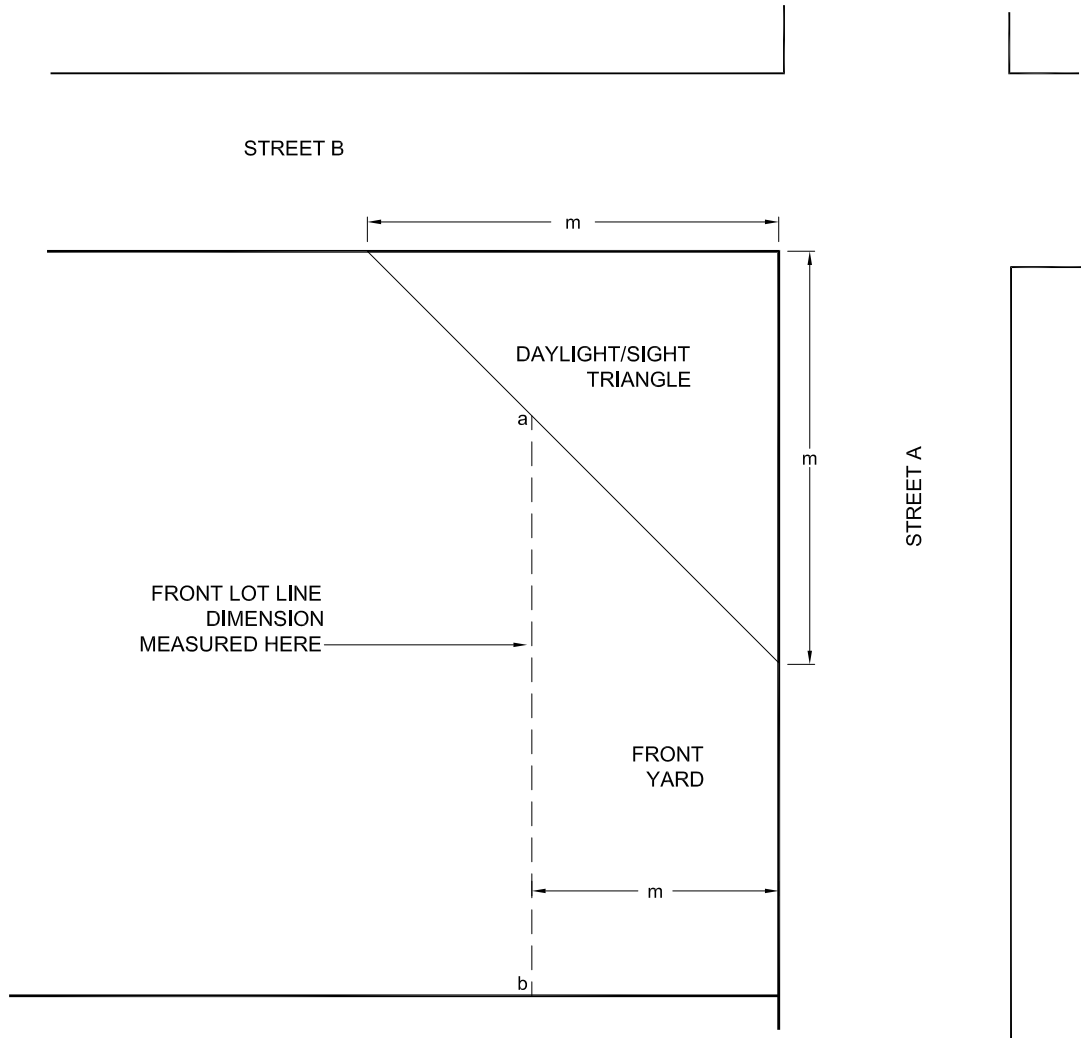 STREET B
m
DAYLIGHT/SIGHT
TRIANGLE
a
m
STREET A
FRONT LOT LINE
DIMENSION
MEASURED HERE
FRONT
YARD
m
b